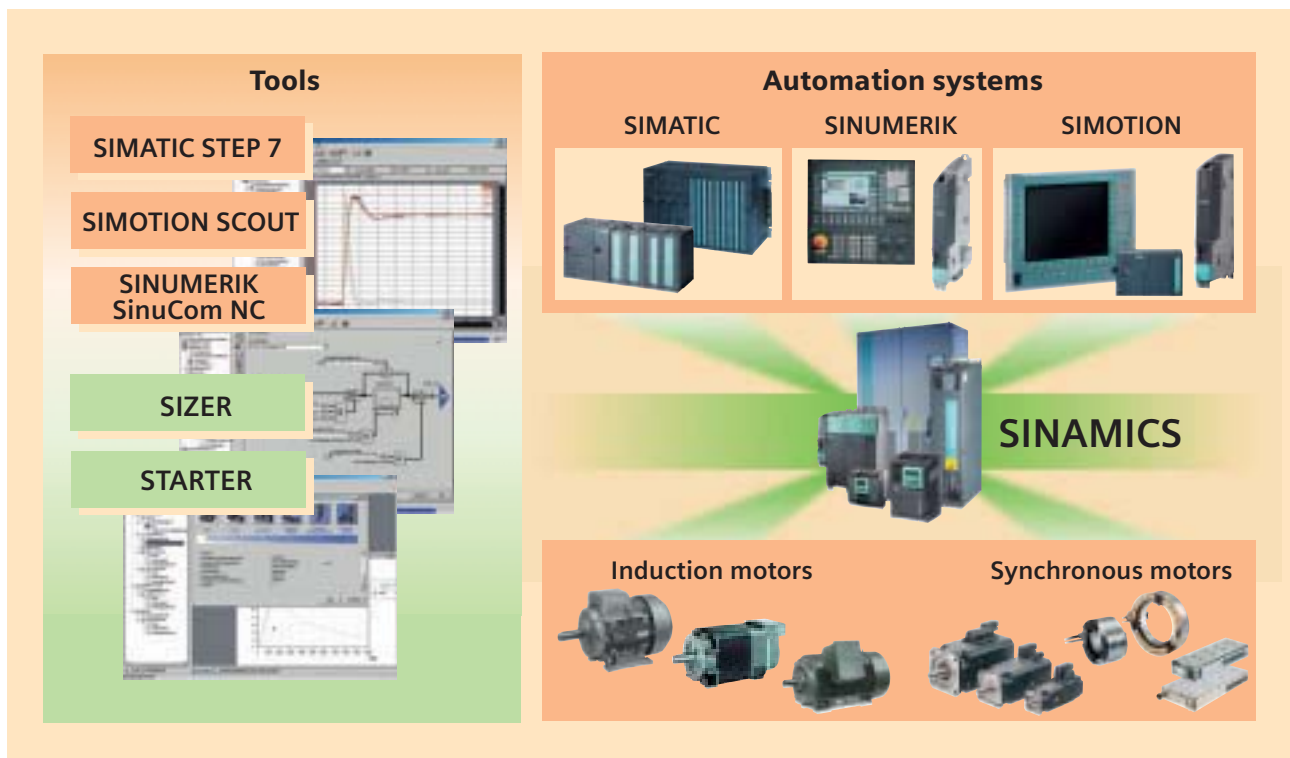 Tools
SIMATIC STEP 7
SIMOTION SCOUT
SINUMERIK
SinuCom NC
SIZER
STARTER
Automation systems
SIMATIC
SINUMERIK
SIMOTION
SINAMICS
Induction motors
Synchronous motors